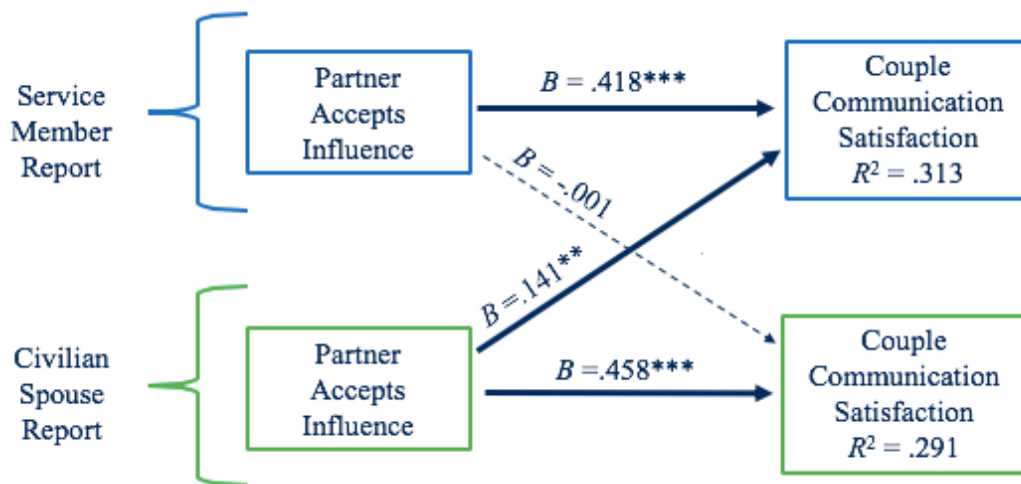 Service
Member
Report
Partner
Accepts
Influence
B = .418***
Couple
Communication
Satisfaction
R² = .313
B = -.001
B =.141**
Civilian
Spouse
Report
Partner
Accepts
Influence
B =.458***
Couple
Communication
Satisfaction
R² = .291